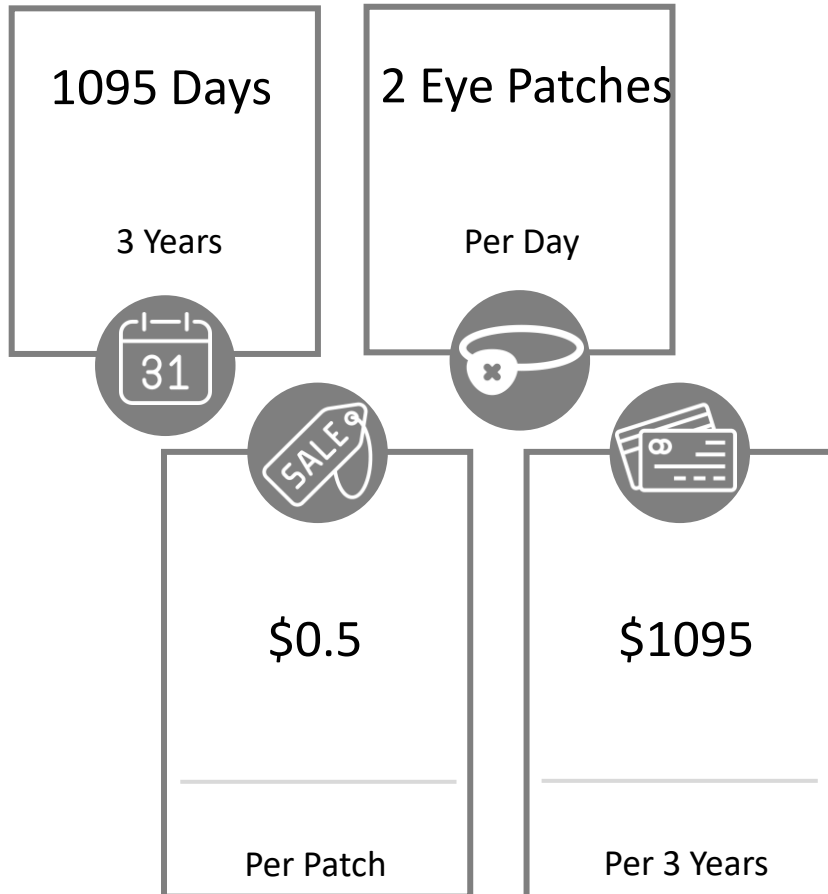 1095 Days
3 Years
31
2 Eye Patches
Per Day
SALE
$0.5
Per Patch
$1095
Per 3 Years